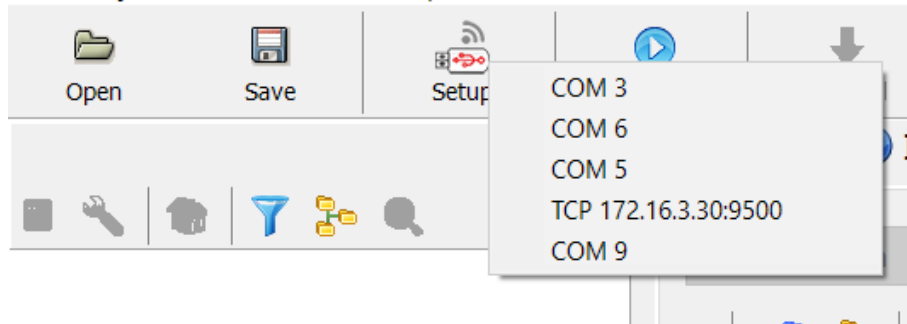 Open
Save
Setup
COM 3
COM 6
COM 5
TCP 172.16.3.30:9500
COM 9